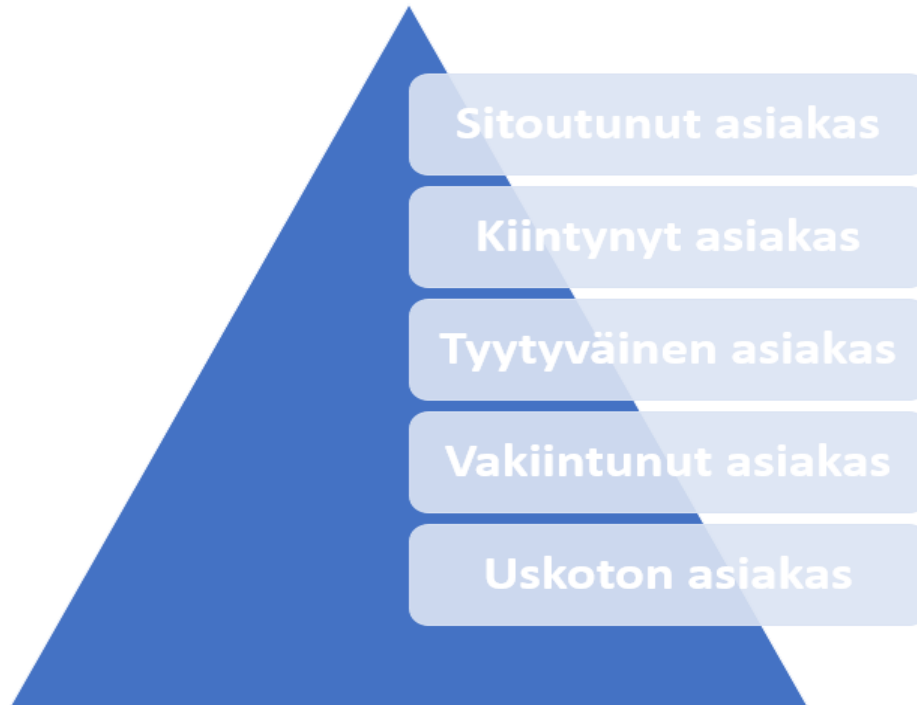 Sitoutunut asiakas
Kiintynyt asiakas
Tyytyväinen asiakas
Vakiintunut asiakas
Uskoton asiakas